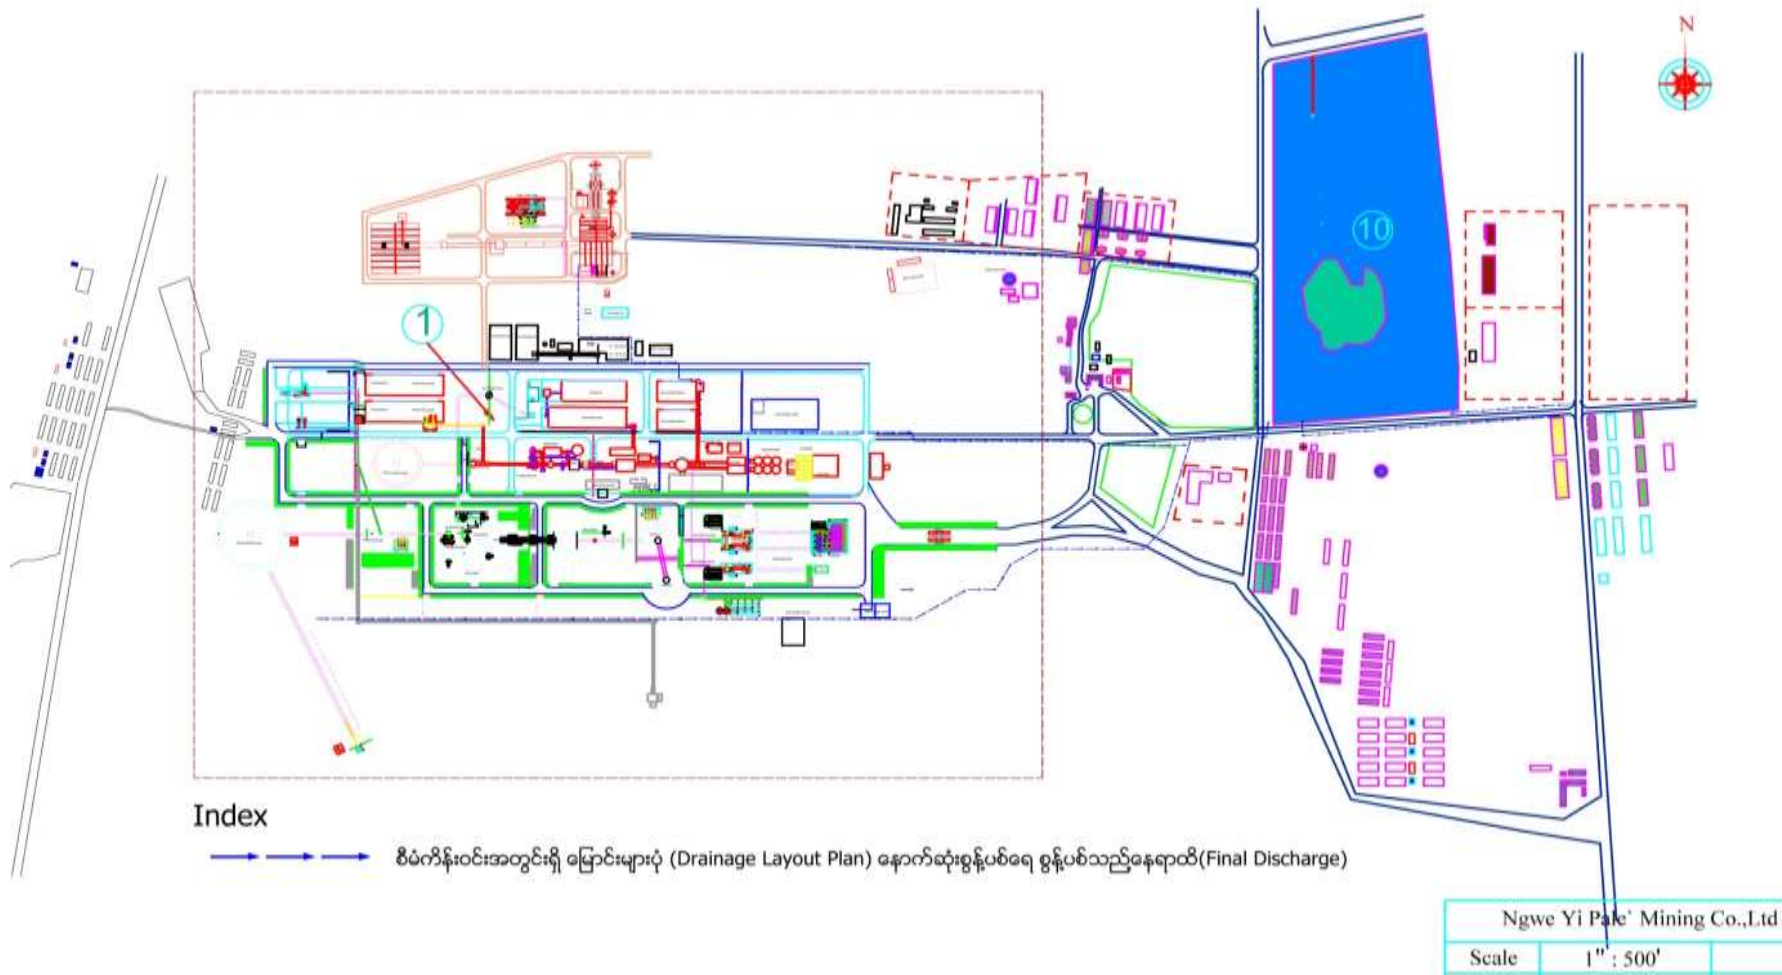 N
10
1
Index
စီမံကိန်းဝင်းအတွင်းရှိ မြောင်းများပုံ (Drainage Layout Plan) နောက်ဆုံးစွန့်ပစ်ရေ စွန့်ပစ်သည့်နေရာထိ(Final Discharge)
Ngwe Yi Pale` Mining Co.,Ltd
Scale 1" : 500'